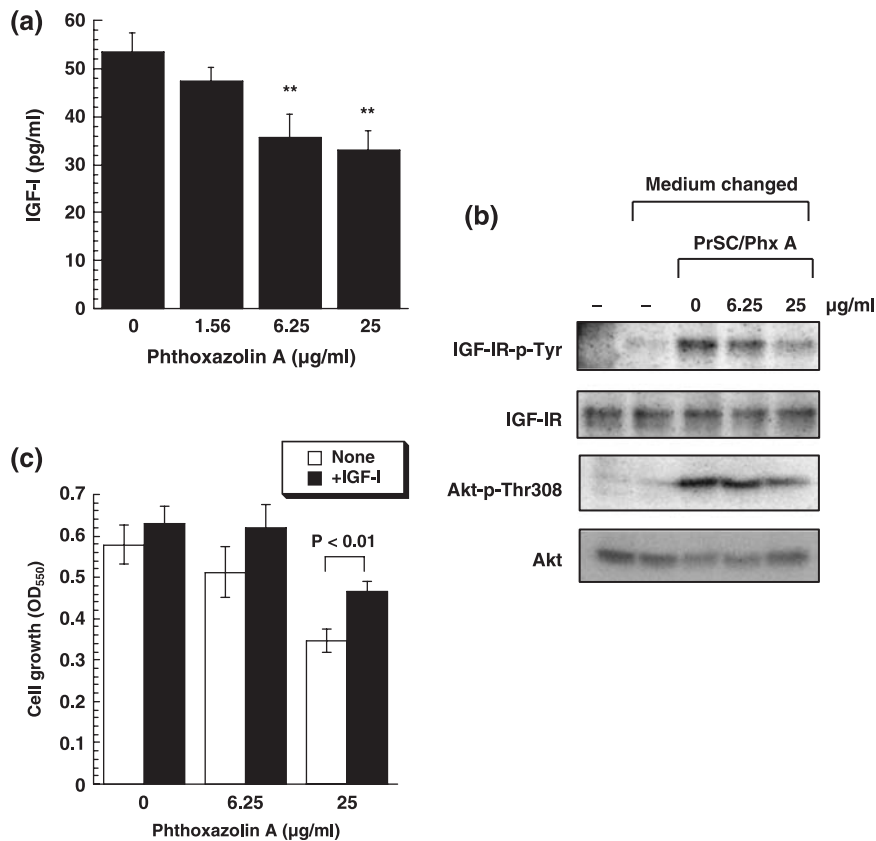 (a)
60
50
40
30
20
10
0
IGF-I (pg/ml)
**
**
0 1.56 6.25 25
Phthoxazolin A (µg/ml)
(b)
Medium changed
PrSC/Phx A
– – 0 6.25 25 µg/ml
IGF-IR-p-Tyr
IGF-IR
Akt-p-Thr308
Akt
(c)
None
+IGF-I
0.7
0.6
0.5
0.4
0.3
0.2
0.1
0
Cell growth (OD550)
P < 0.01
0 6.25 25
Phthoxazolin A (µg/ml)